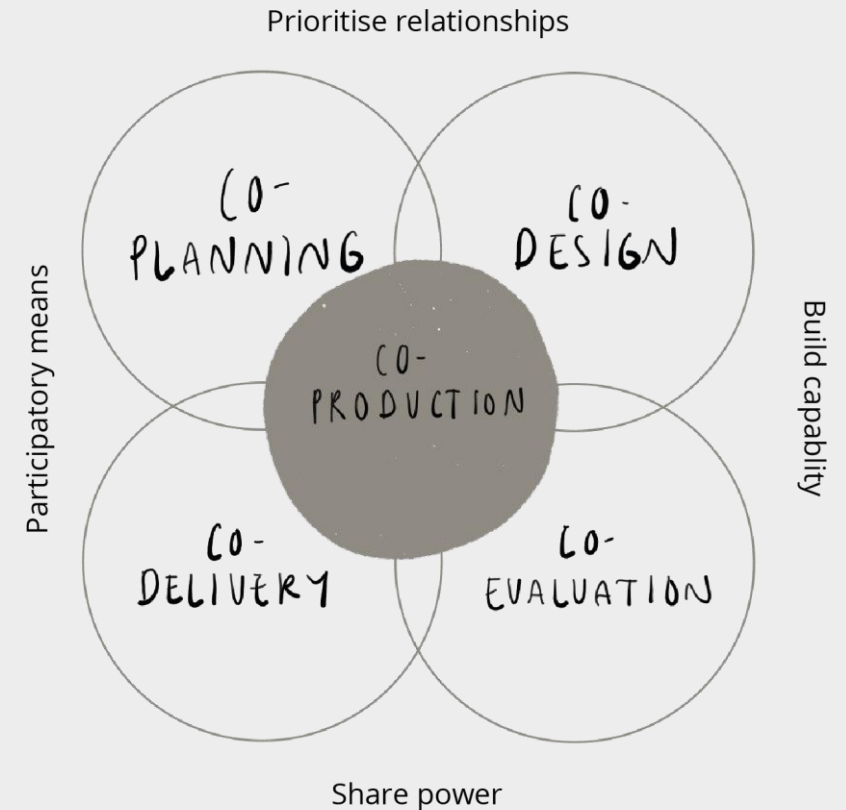 Prioritise relationships
CO-
PLANNING
CO-
DESIGN
Participatory means
Build capablity
CO-
PRODUCTION
CO-
DELIVERY
CO-
EVALUATION
Share power